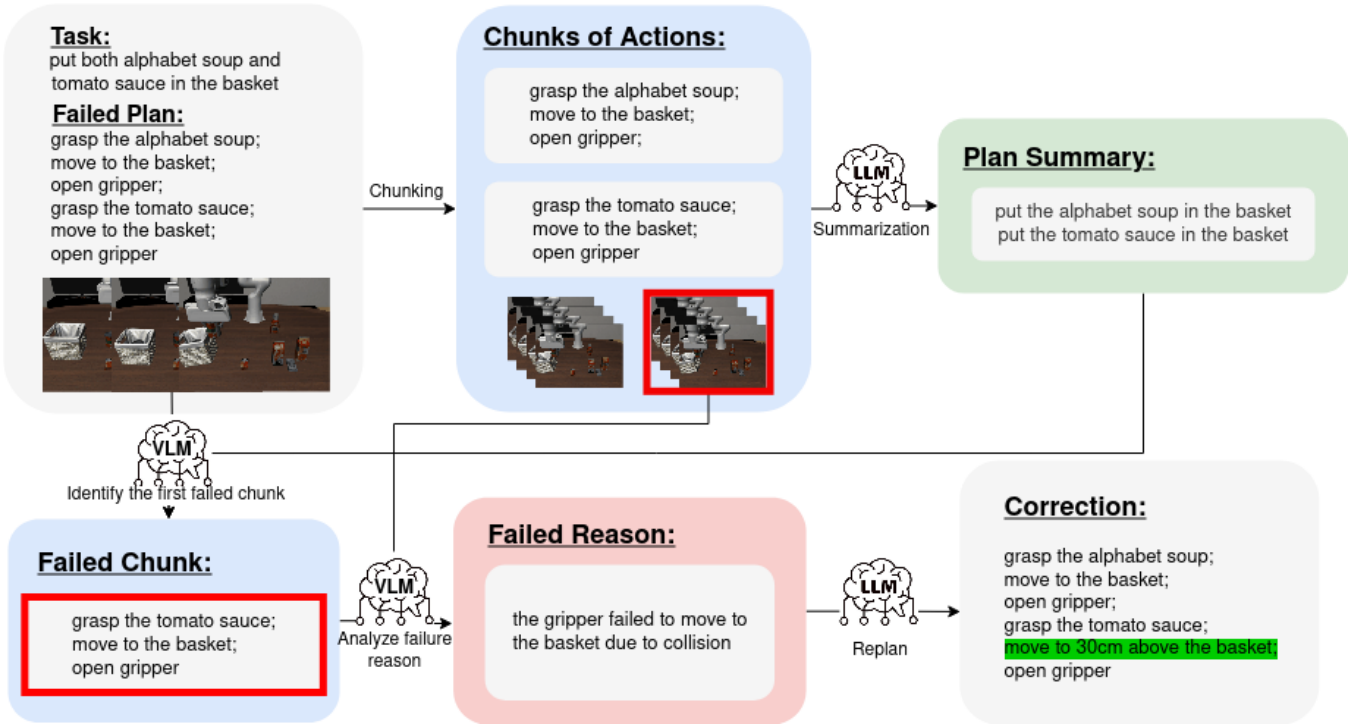 Task:
put both alphabet soup and
tomato sauce in the basket
Failed Plan:
grasp the alphabet soup;
move to the basket;
open gripper;
grasp the tomato sauce;
move to the basket;
open gripper
Chunking
Chunks of Actions:
grasp the alphabet soup;
move to the basket;
open gripper;
grasp the tomato sauce;
move to the basket;
open gripper
LLM
Summarization
Plan Summary:
put the alphabet soup in the basket
put the tomato sauce in the basket
VLM
Identify the first failed chunk
Failed Chunk:
grasp the tomato sauce;
move to the basket;
open gripper
VLM
Analyze failure
reason
Failed Reason:
the gripper failed to move to
the basket due to collision
LLM
Replan
Correction:
grasp the alphabet soup;
move to the basket;
open gripper;
grasp the tomato sauce;
move to 30cm above the basket;
open gripper